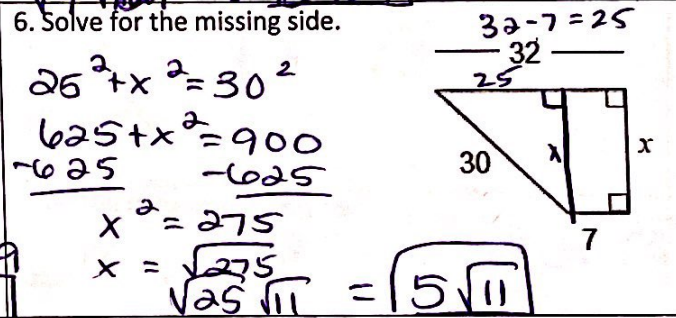 6. Solve for the missing side.
32-7=25
32
25
25²+x²=30²
625+x²=900
-625 -625
x²=275
x = √275
√25 √11 = 5√11
30
x
x
7